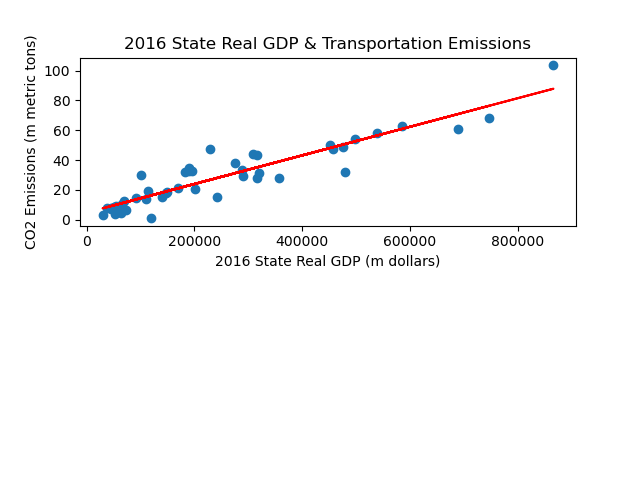 2016 State Real GDP & Transportation Emissions
CO2 Emissions (m metric tons)
100
80
60
40
20
0
0 200000 400000 600000 800000
2016 State Real GDP (m dollars)